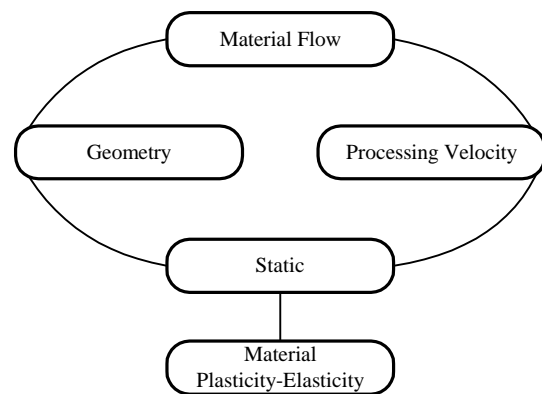 Material Flow
Geometry
Processing Velocity
Static
Material
Plasticity-Elasticity